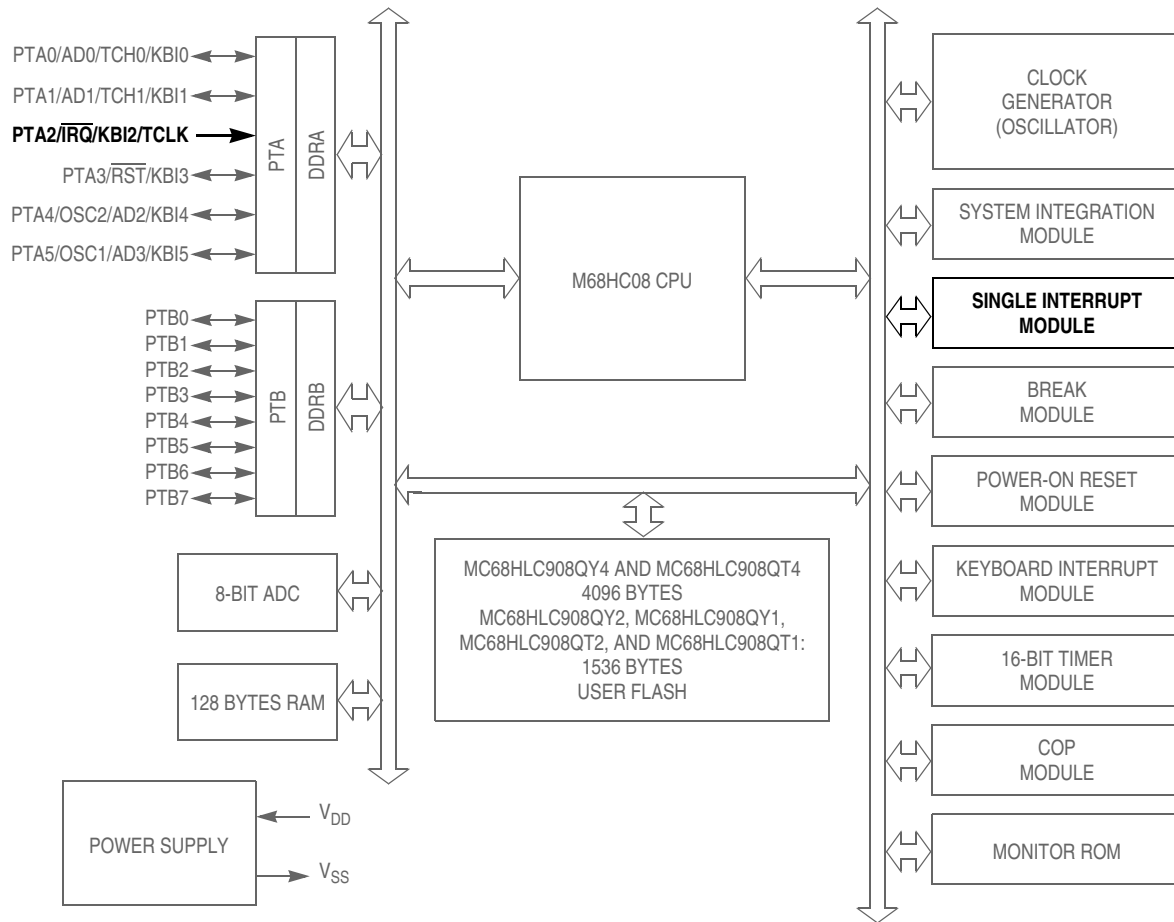 PTA0/AD0/TCH0/KBI0
PTA1/AD1/TCH1/KBI1
PTA2/IRQ/KBI2/TCLK
PTA3/RST/KBI3
PTA4/OSC2/AD2/KBI4
PTA5/OSC1/AD3/KBI5
PTA
DDRA
PTB0
PTB1
PTB2
PTB3
PTB4
PTB5
PTB6
PTB7
PTB
DDRB
8-BIT ADC
128 BYTES RAM
POWER SUPPLY
VDD
VSS
M68HC08 CPU
MC68HLC908QY4 AND MC68HLC908QT4
4096 BYTES
MC68HLC908QY2, MC68HLC908QY1,
MC68HLC908QT2, AND MC68HLC908QT1:
1536 BYTES
USER FLASH
CLOCK
GENERATOR
(OSCILLATOR)
SYSTEM INTEGRATION
MODULE
SINGLE INTERRUPT
MODULE
BREAK
MODULE
POWER-ON RESET
MODULE
KEYBOARD INTERRUPT
MODULE
16-BIT TIMER
MODULE
COP
MODULE
MONITOR ROM